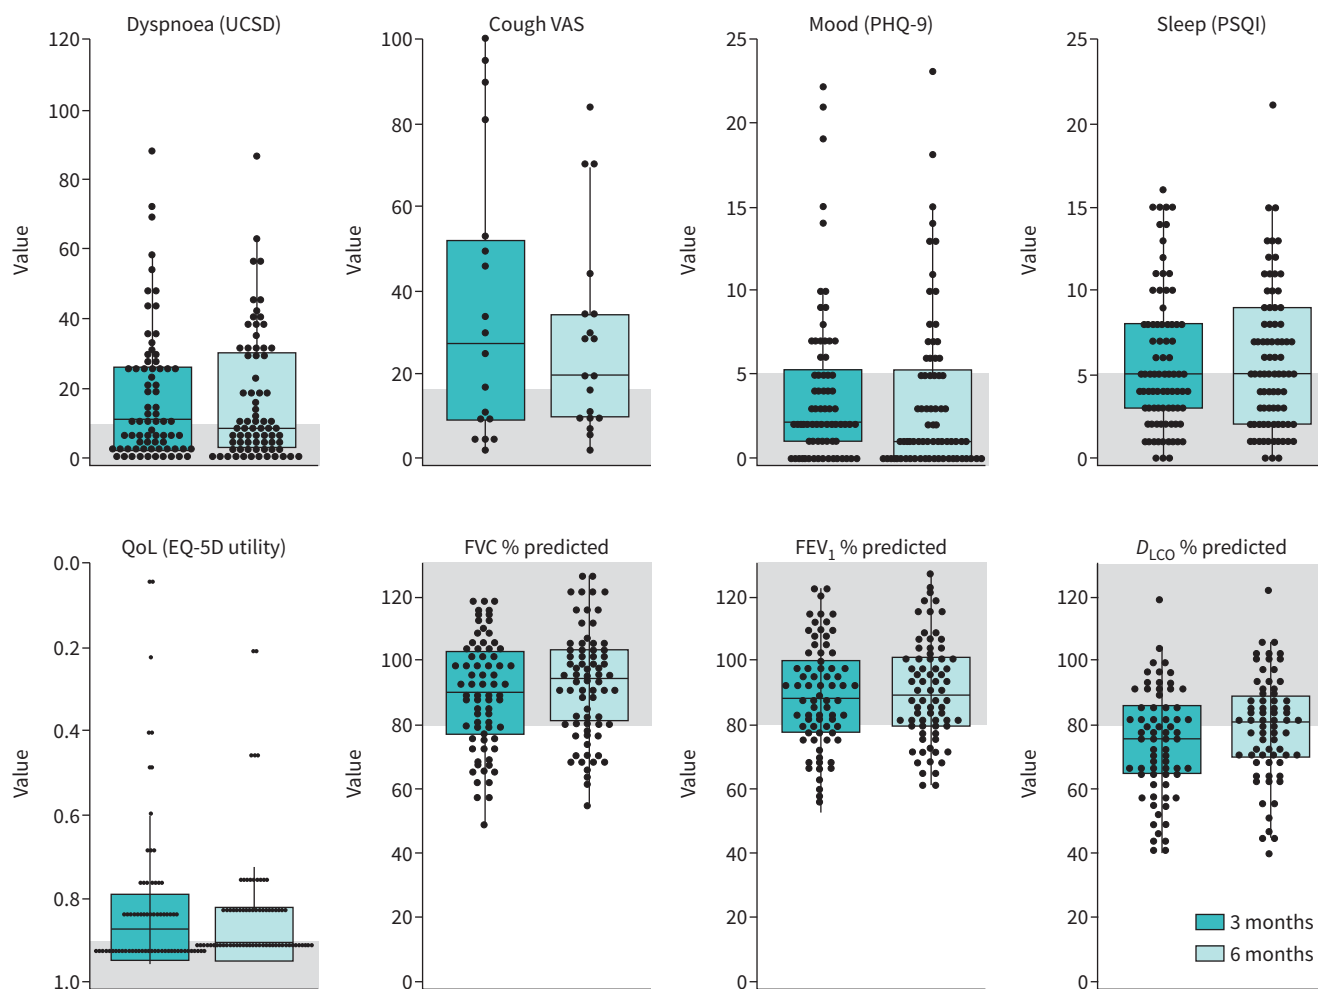 Dyspnoea (UCSD)
Value
120
100
80
60
40
20
0
Cough VAS
Value
100
80
60
40
20
0
Mood (PHQ-9)
Value
25
20
15
10
5
0
Sleep (PSQI)
Value
25
20
15
10
5
0
QoL (EQ-5D utility)
Value
0.0
0.2
0.4
0.6
0.8
1.0
FVC % predicted
Value
120
100
80
60
40
20
0
FEV1 % predicted
Value
120
100
80
60
40
20
0
DLCO % predicted
Value
120
100
80
60
40
20
0
3 months
6 months